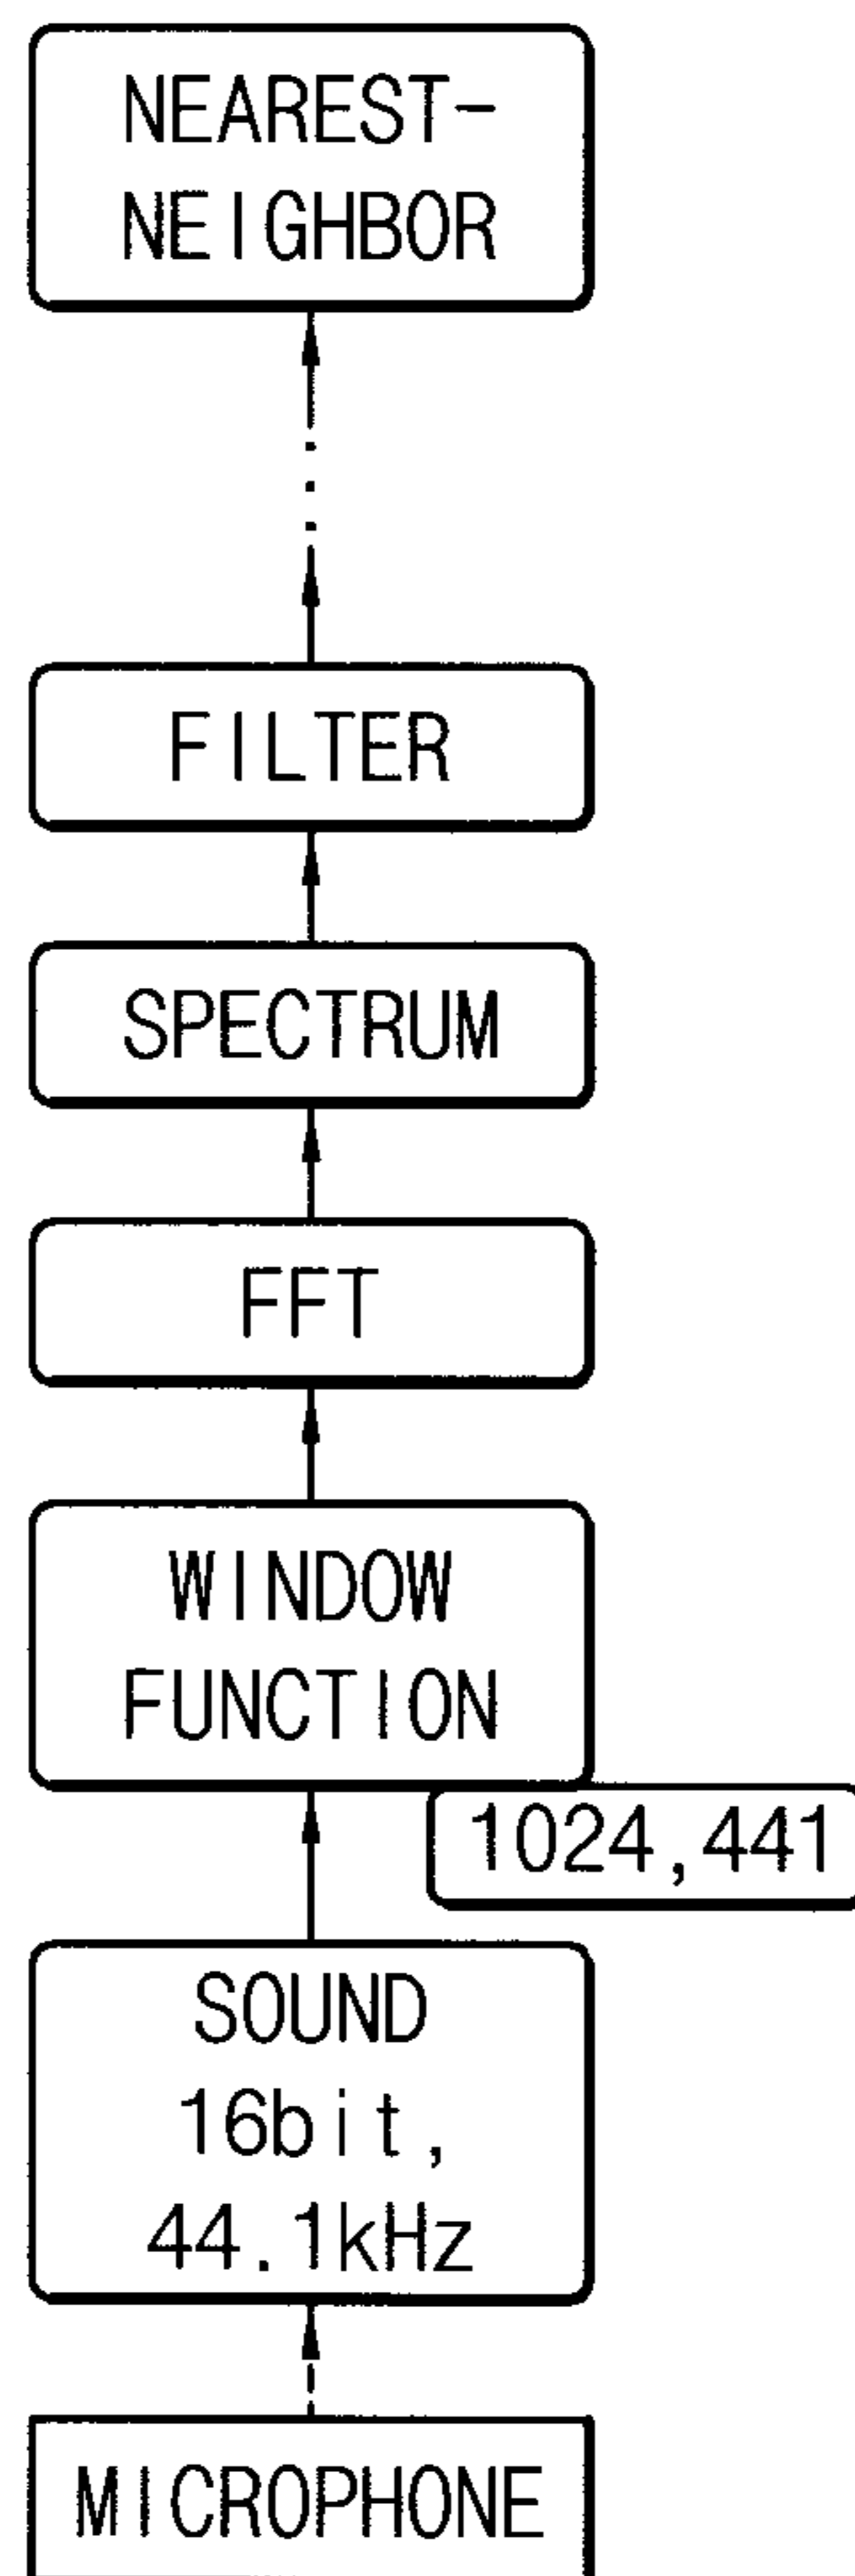 NEAREST-
NEIGHBOR
FILTER
SPECTRUM
FFT
WINDOW
FUNCTION
1024,441
SOUND
16bit,
44.1kHz
MICROPHONE